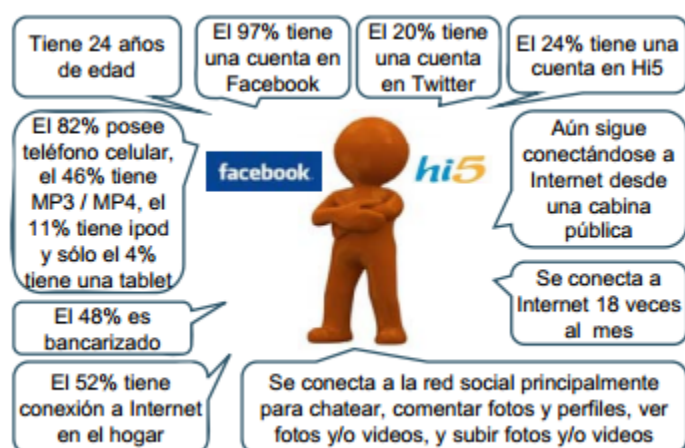 Tiene 24 años
de edad
El 97% tiene
una cuenta en
Facebook
El 20% tiene
una cuenta
en Twitter
El 24% tiene una
cuenta en Hi5
El 82% posee
teléfono celular,
el 46% tiene
MP3 / MP4, el
11% tiene ipod
y sólo el 4%
tiene una tablet
facebook
hi5
Aún sigue
conectándose a
Internet desde
una cabina
pública
Se conecta a
Internet 18 veces
al mes
El 48% es
bancarizado
El 52% tiene
conexión a Internet
en el hogar
Se conecta a la red social principalmente
para chatear, comentar fotos y perfiles, ver
fotos y/o videos, y subir fotos y/o videos